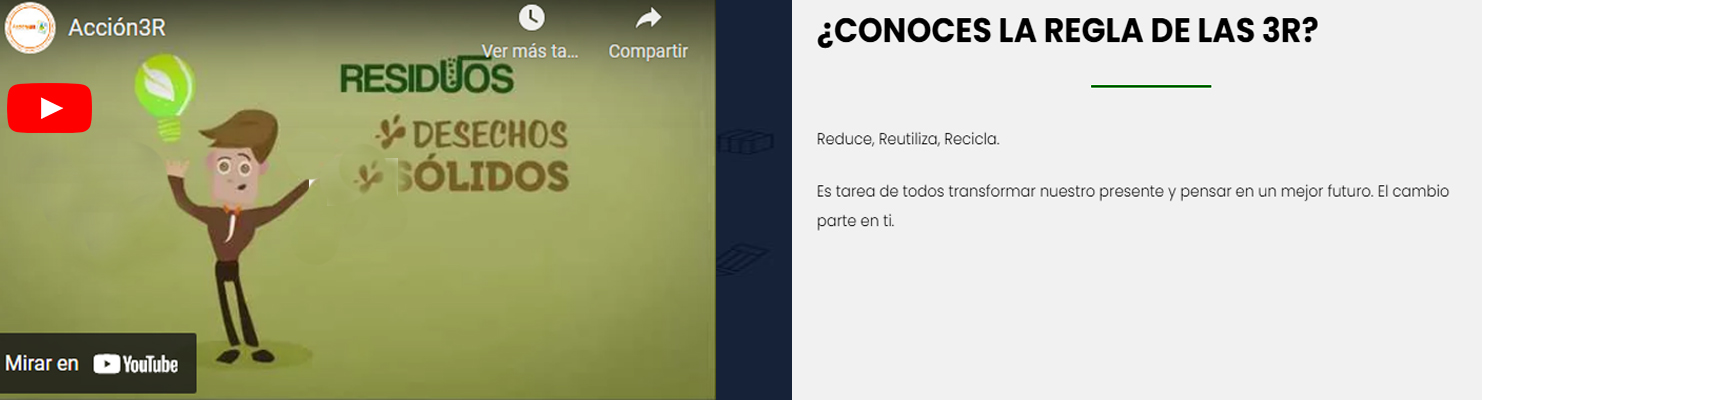 Acción3R
Ver más ta...
Compartir
RESIDUOS
DESECHOS
SÓLIDOS
Mirar en YouTube
¿CONOCES LA REGLA DE LAS 3R?
Reduce, Reutiliza, Recicla.
Es tarea de todos transformar nuestro presente y pensar en un mejor futuro. El cambio
parte en ti.